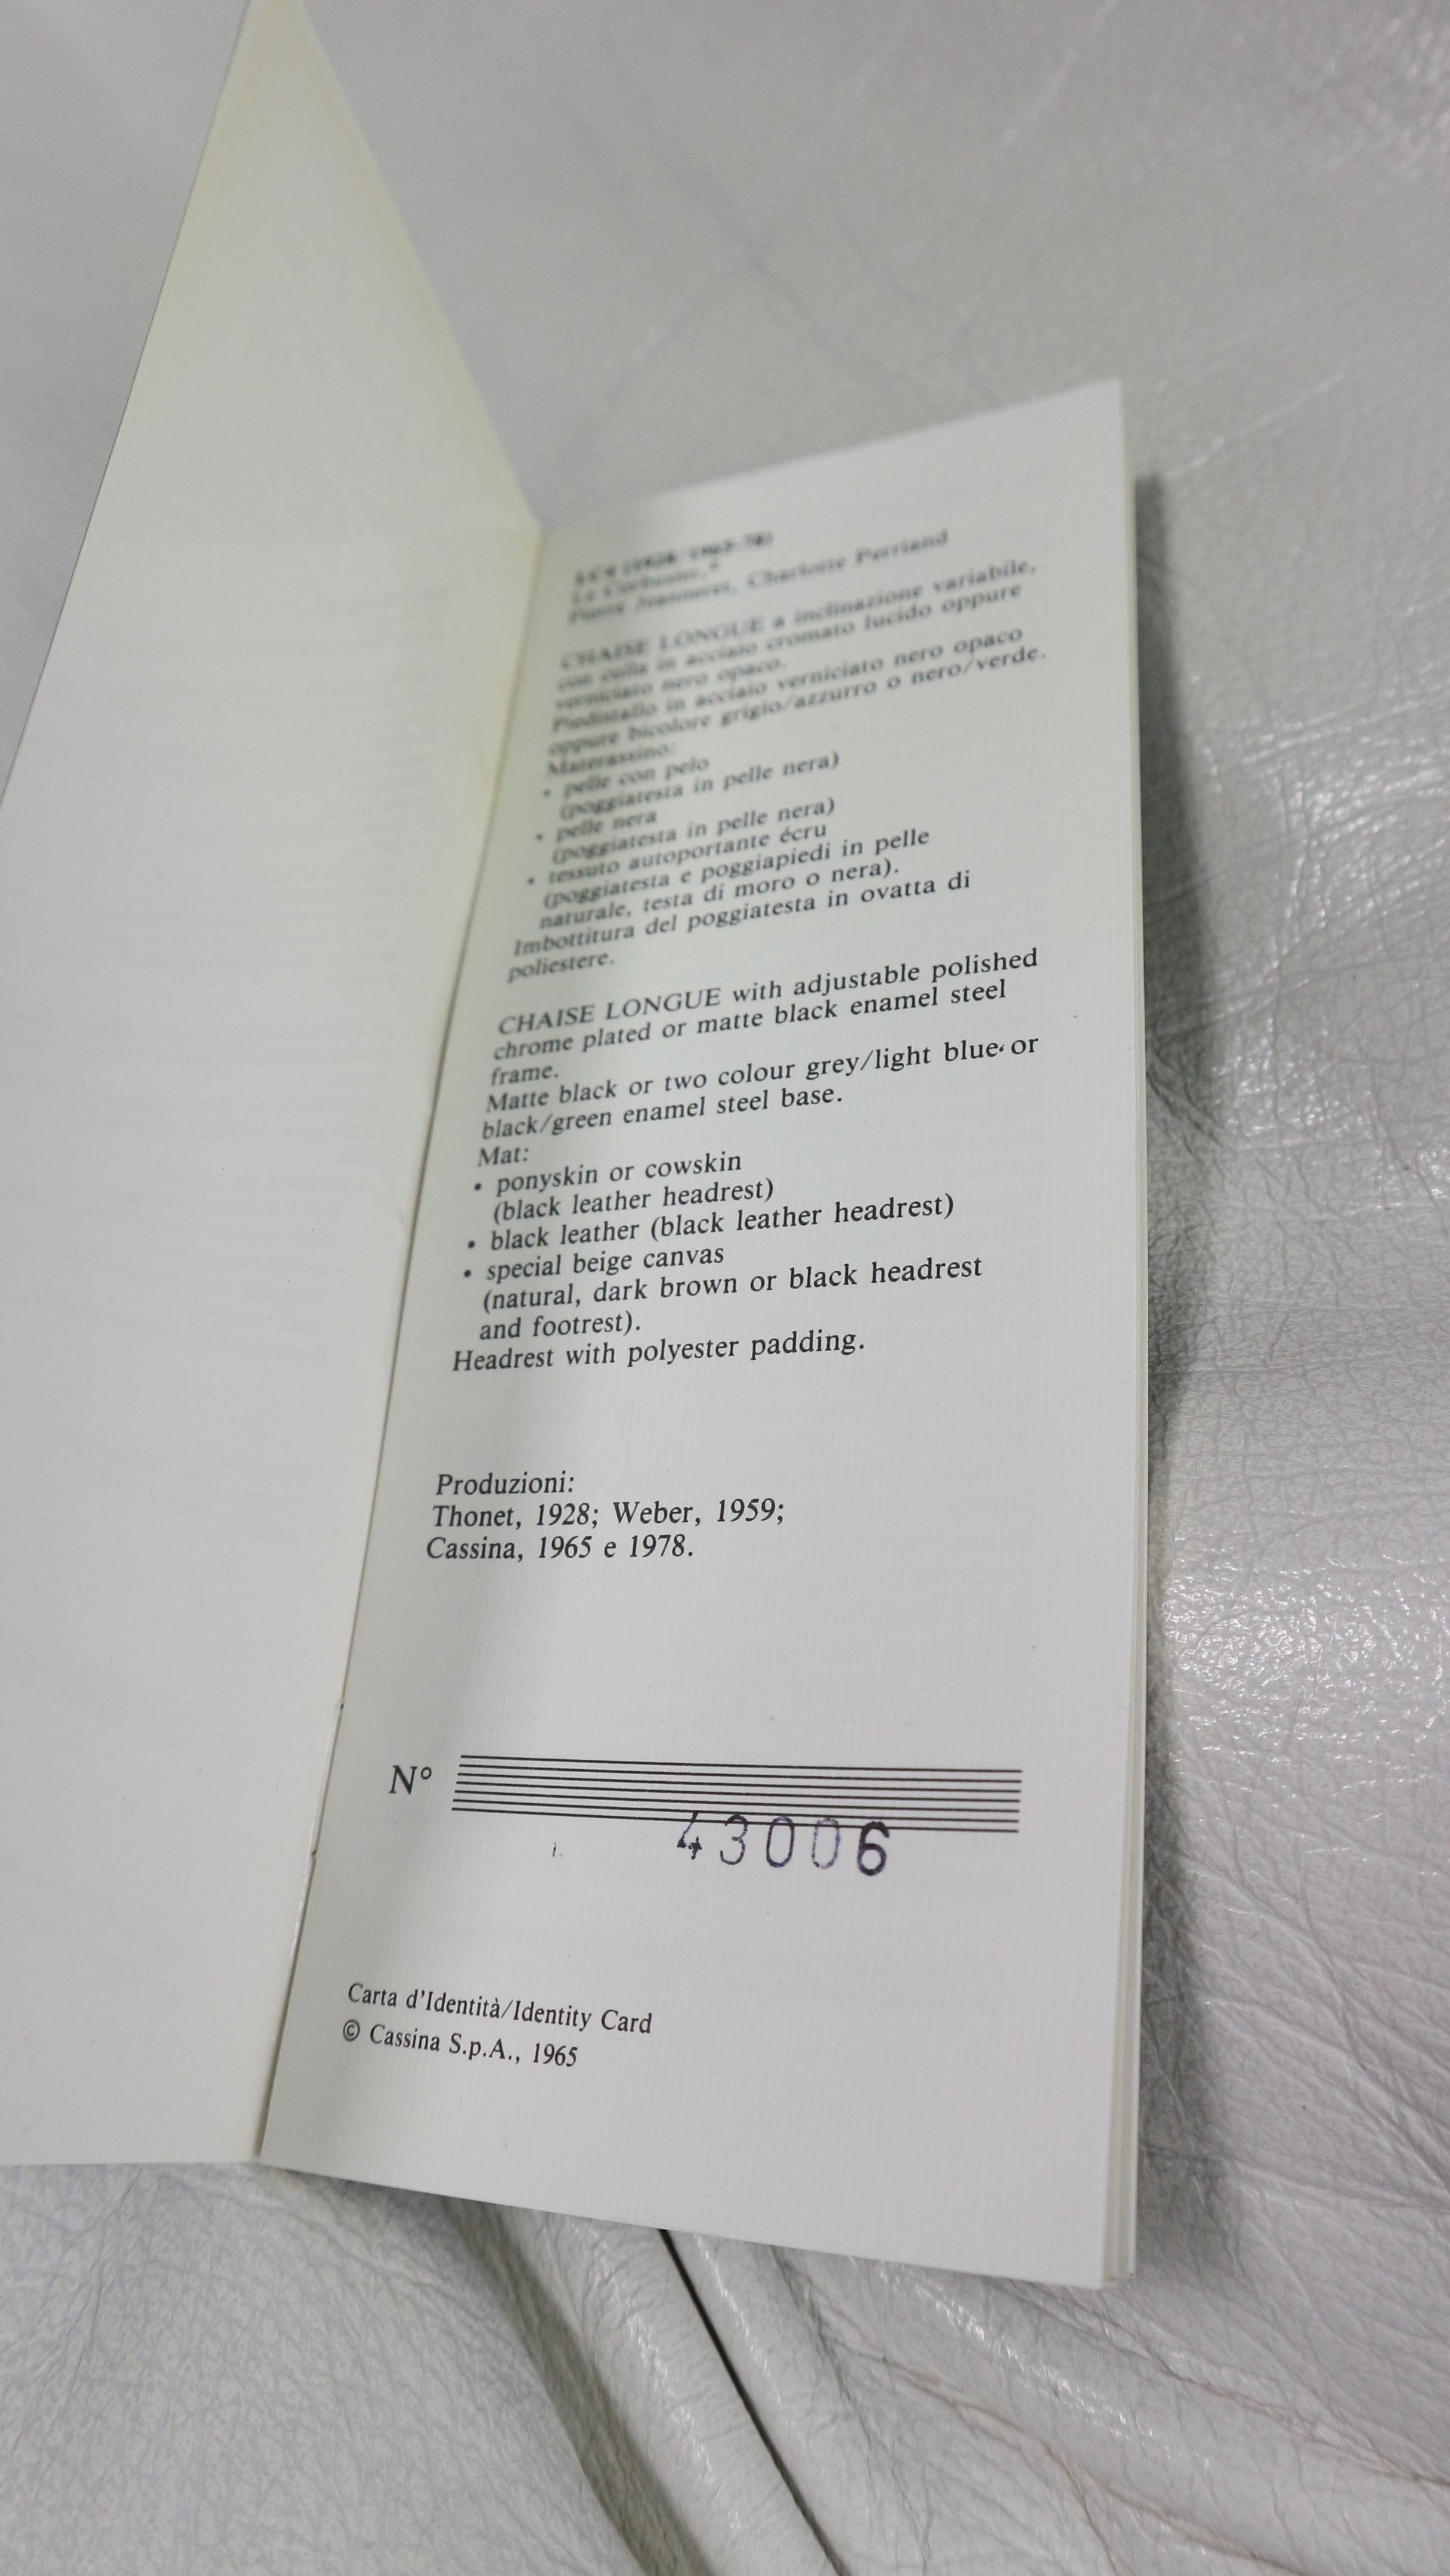 Le Corbusier,
Pierre Jeanneret, Charlotte Perriand
CHAISE LONGUE a inclinazione variabile,
con culla in acciaio cromato lucido oppure
verniciato nero opaco.
Piedistallo in acciaio verniciato nero opaco
oppure bicolore grigio/azzurro o nero/verde.
Materassino:
• pelle con pelo
(poggiatesta in pelle nera)
• pelle nera
(poggiatesta in pelle nera)
• tessuto autoportante écru
(poggiatesta e poggiapiedi in pelle
naturale, testa di moro o nera).
Imbottitura del poggiatesta in ovatta di
poliestere.
CHAISE LONGUE with adjustable polished
chrome plated or matte black enamel steel
frame.
Matte black or two colour grey/light blue or
black/green enamel steel base.
Mat:
• ponyskin or cowskin
(black leather headrest)
• black leather (black leather headrest)
• special beige canvas
(natural, dark brown or black headrest
and footrest).
Headrest with polyester padding.
Produzioni:
Thonet, 1928; Weber, 1959;
Cassina, 1965 e 1978.
N°
43006
Carta d'Identità/Identity Card
© Cassina S.p.A., 1965